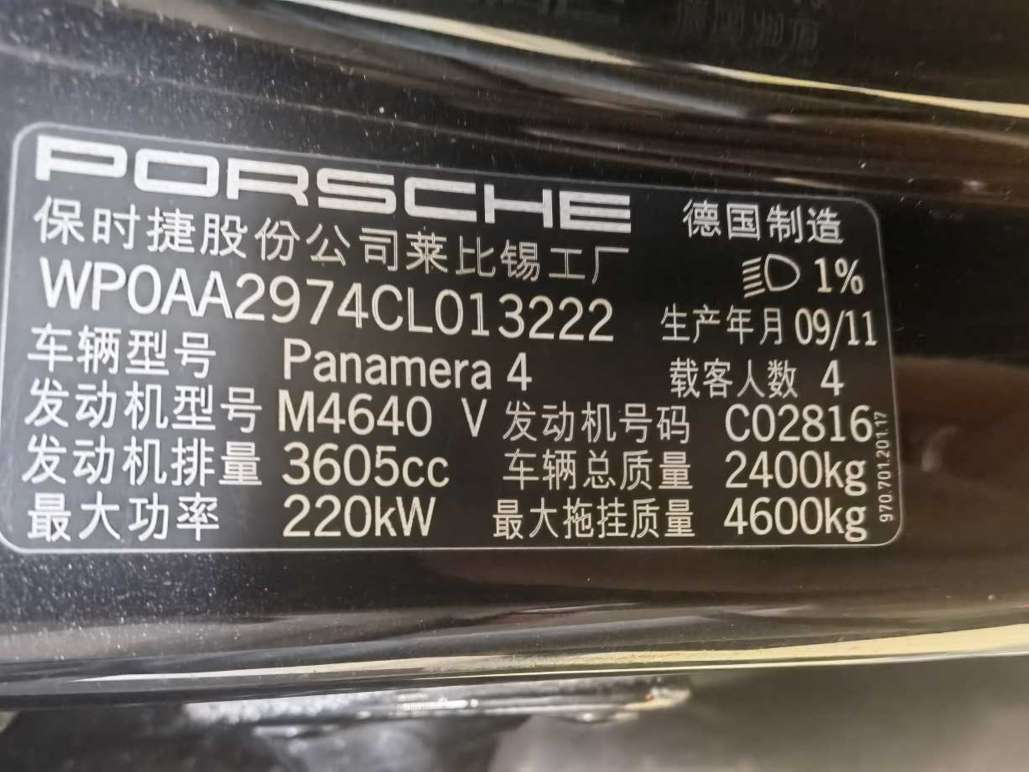 PORSCHE 德国制造
保时捷股份公司莱比锡工厂 1%
WP0AA2974CL013222 生产年月 09/11
车辆型号 Panamera 4 载客人数 4
发动机型号 M4640 V 发动机号码 C02816
发动机排量 3605cc 车辆总质量 2400kg
最大功率 220kW 最大拖挂质量 4600kg
970.701.201.17